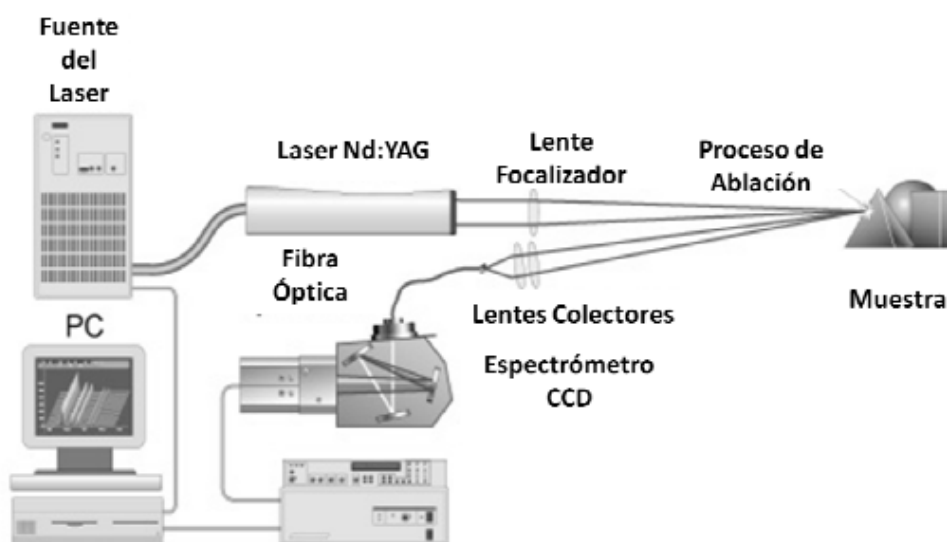 Fuente
del
Laser
Laser Nd:YAG
Lente
Focalizador
Proceso de
Ablación
Fibra
Óptica
Lentes Colectores
Muestra
PC
Espectrómetro
CCD